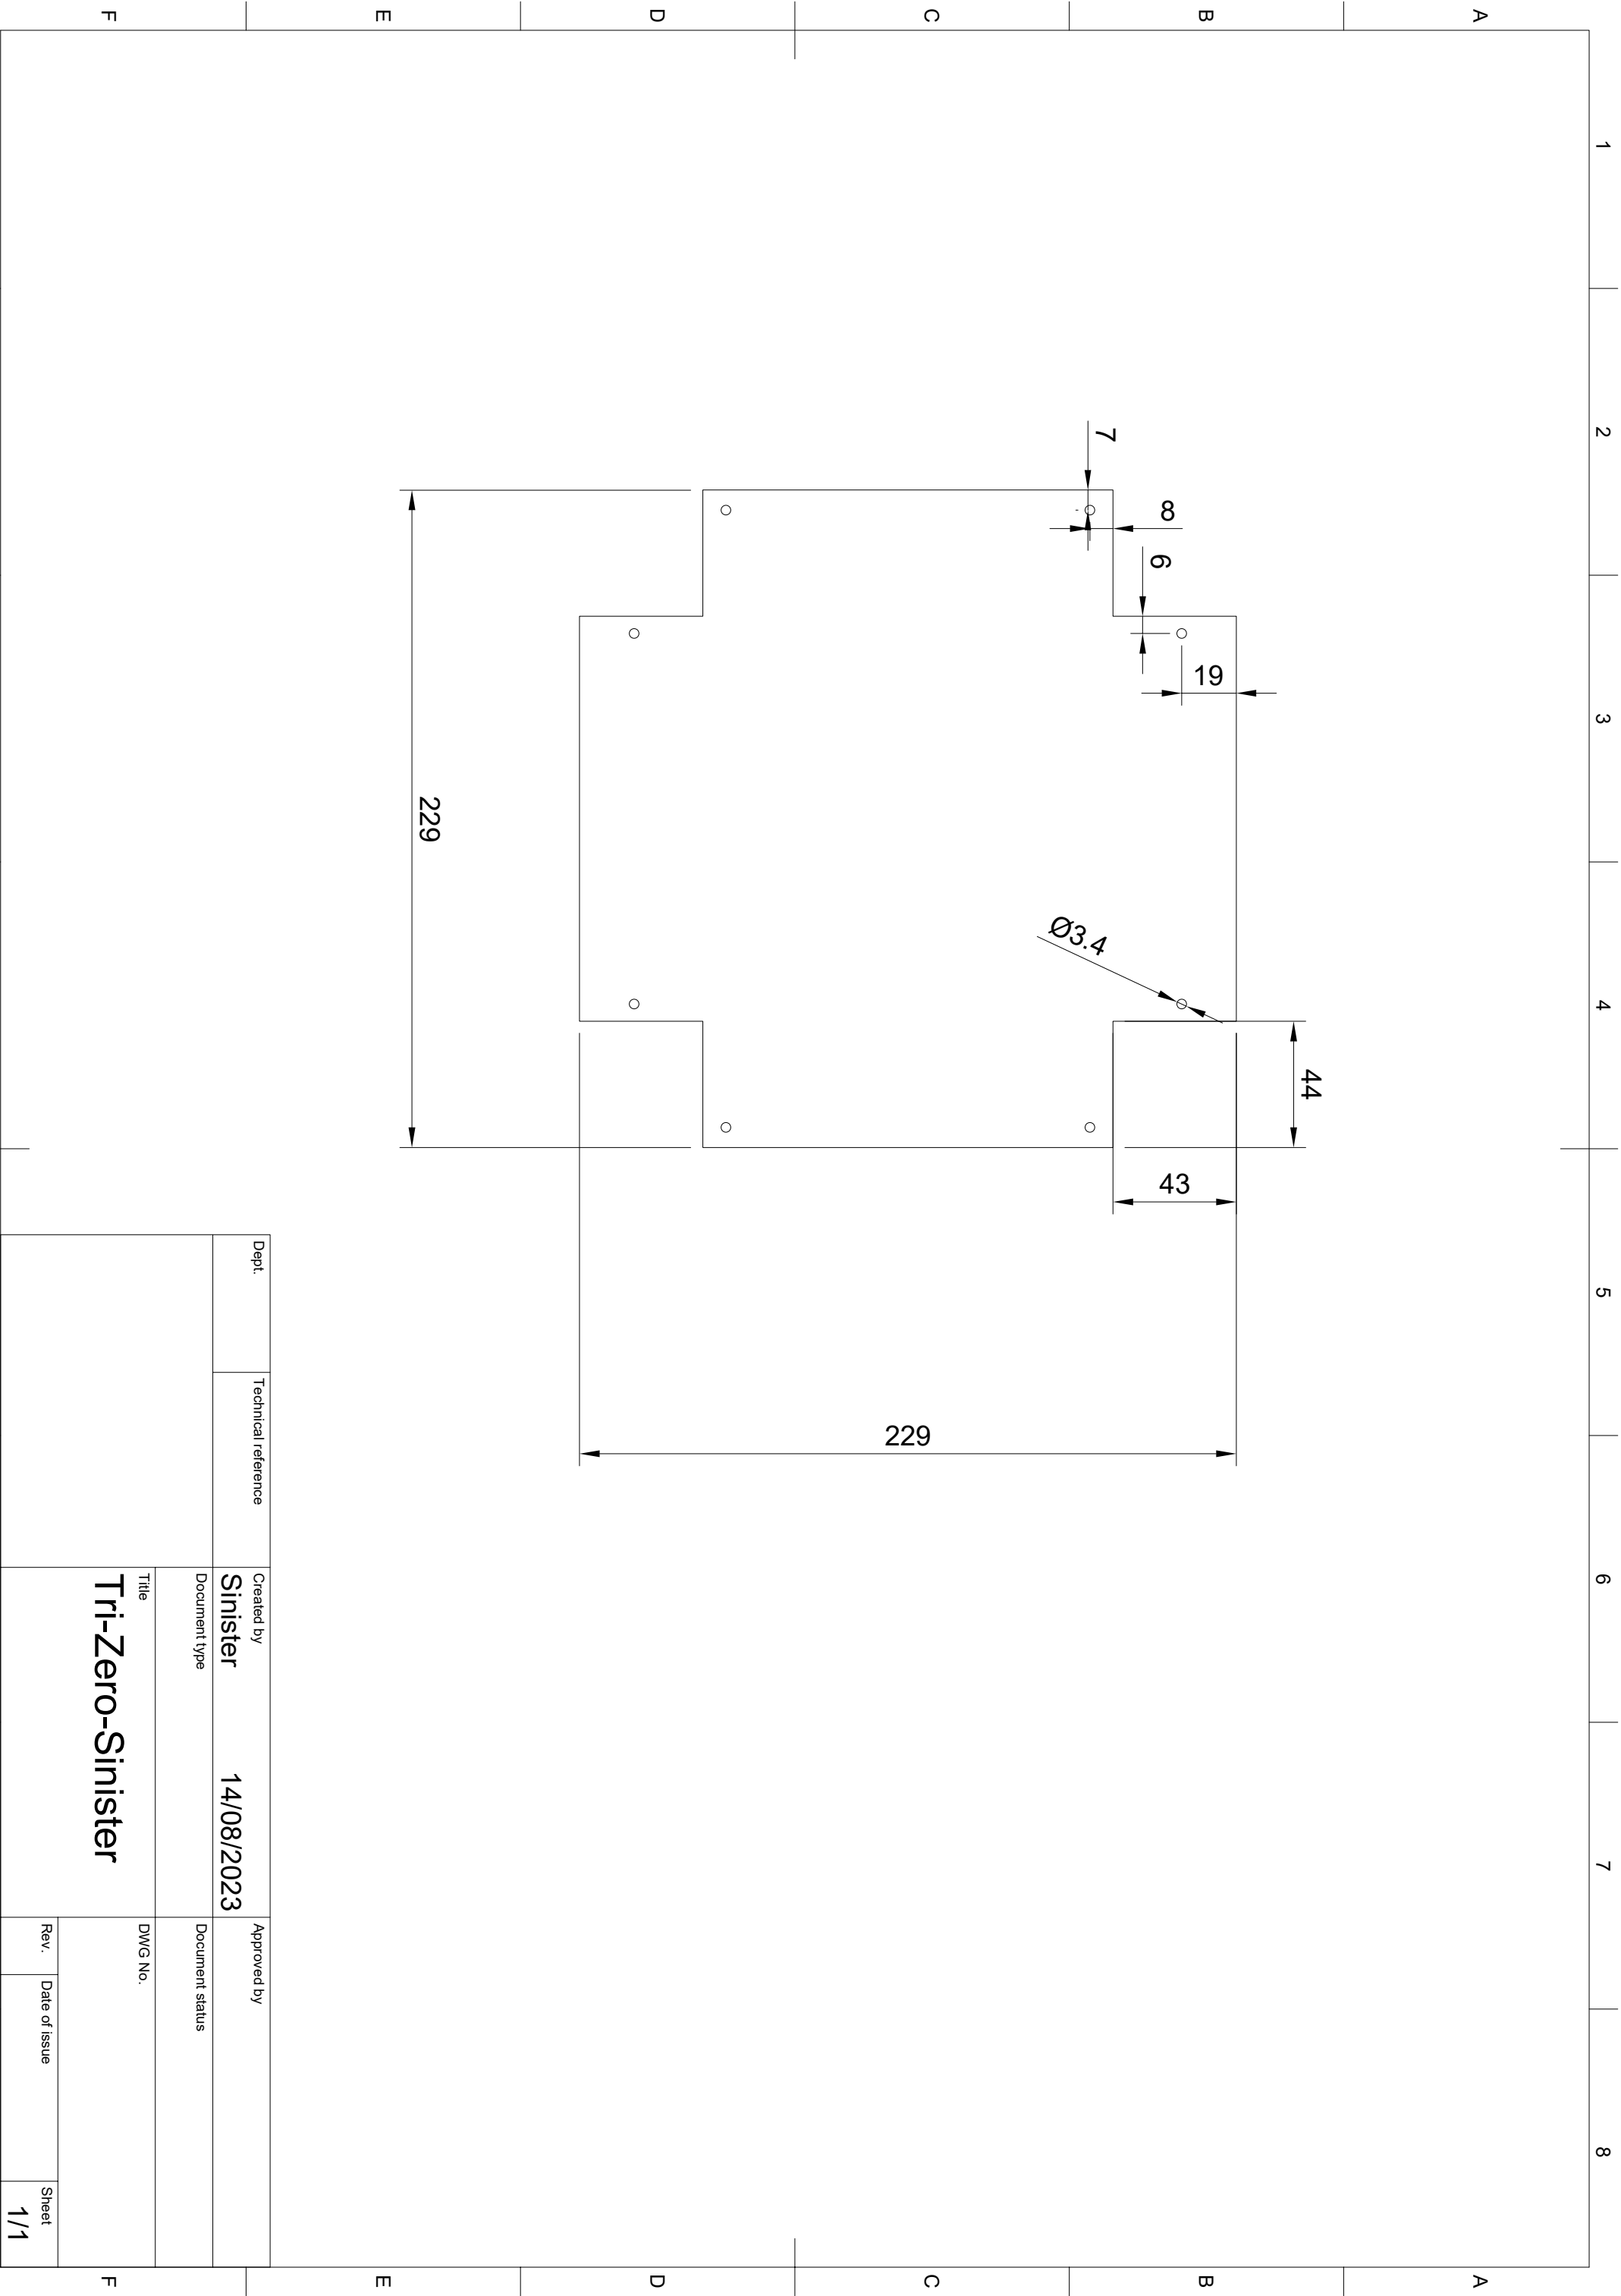 1
2
3
4
5
6
7
8
A
A
B
B
C
C
D
D
E
E
F
F
7
8
6
19
Ø3.4
44
43
229
229
Dept.
Technical reference
Created by
Approved by
Sinister 14/08/2023
Document type
Document status
Title
DWG No.
Tri-Zero-Sinister
Rev.
Date of issue
Sheet
1/1